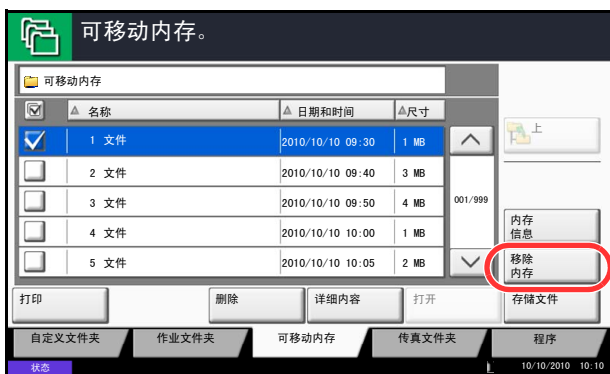 可移动内存。
可移动内存
名称 日期和时间 尺寸
1 文件 2010/10/10 09:30 1 MB
2 文件 2010/10/10 09:40 3 MB
3 文件 2010/10/10 09:50 4 MB
4 文件 2010/10/10 10:00 1 MB
5 文件 2010/10/10 10:05 2 MB
001/999
上
内存
信息
移除
内存
打印 删除 详细内容 打开 存储文件
自定义文件夹 作业文件夹 可移动内存 传真文件夹 程序
状态 10/10/2010 10:10